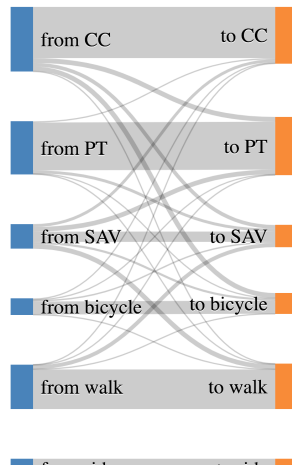 from CC to CC
from PT to PT
from SAV to SAV
from bicycle to bicycle
from walk to walk